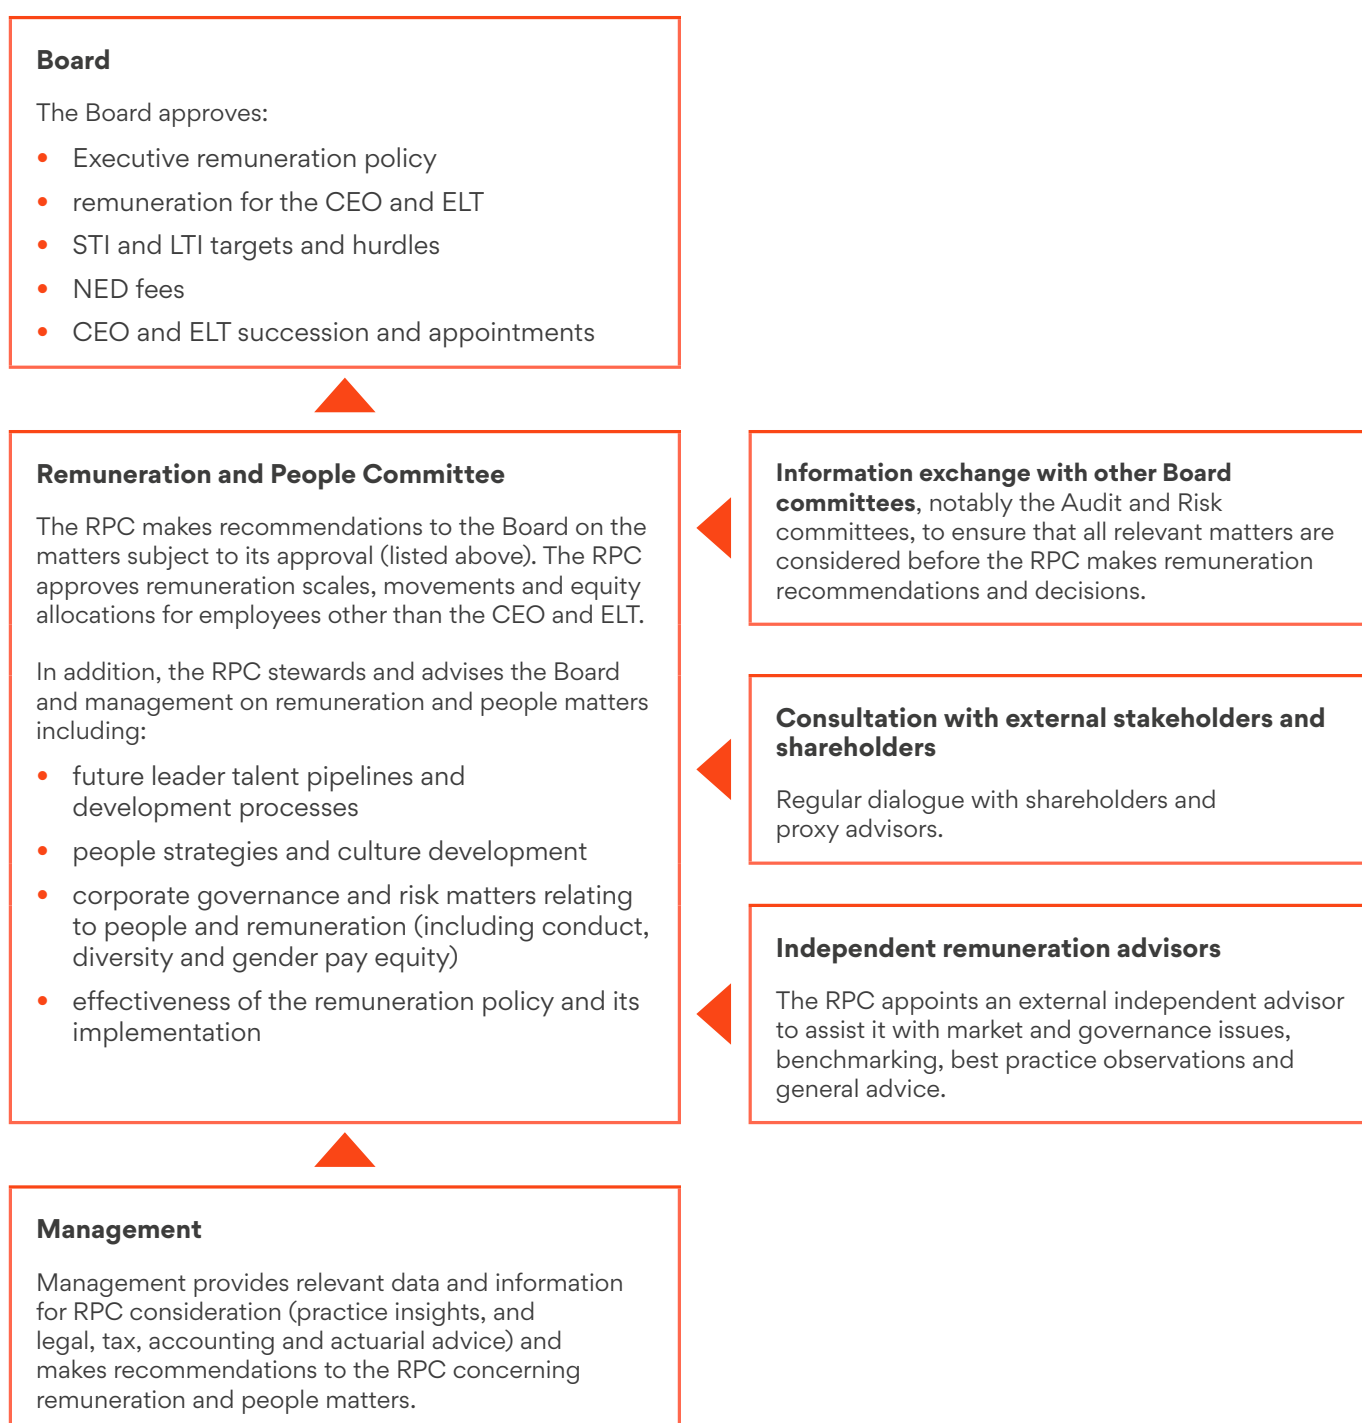 Board
The Board approves:
• Executive remuneration policy
• remuneration for the CEO and ELT
• STI and LTI targets and hurdles
• NED fees
• CEO and ELT succession and appointments
Remuneration and People Committee
The RPC makes recommendations to the Board on the
matters subject to its approval (listed above). The RPC
approves remuneration scales, movements and equity
allocations for employees other than the CEO and ELT.
In addition, the RPC stewards and advises the Board
and management on remuneration and people matters
including:
• future leader talent pipelines and
development processes
• people strategies and culture development
• corporate governance and risk matters relating
to people and remuneration (including conduct,
diversity and gender pay equity)
• effectiveness of the remuneration policy and its
implementation
Information exchange with other Board
committees, notably the Audit and Risk
committees, to ensure that all relevant matters are
considered before the RPC makes remuneration
recommendations and decisions.
Consultation with external stakeholders and
shareholders
Regular dialogue with shareholders and
proxy advisors.
Independent remuneration advisors
The RPC appoints an external independent advisor
to assist it with market and governance issues,
benchmarking, best practice observations and
general advice.
Management
Management provides relevant data and information
for RPC consideration (practice insights, and
legal, tax, accounting and actuarial advice) and
makes recommendations to the RPC concerning
remuneration and people matters.